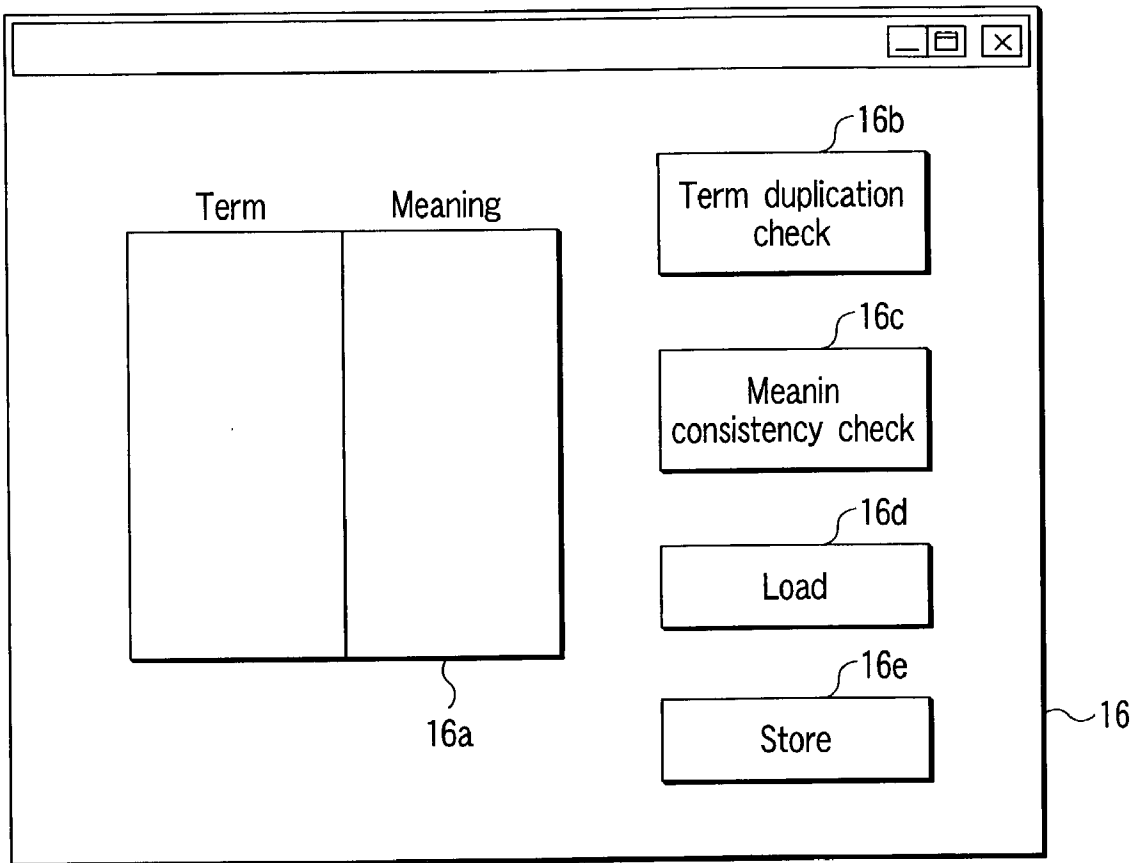 16b
Term duplication
check
Term Meaning
16c
Meanin
consistency check
16d
Load
16e
Store
16a
16